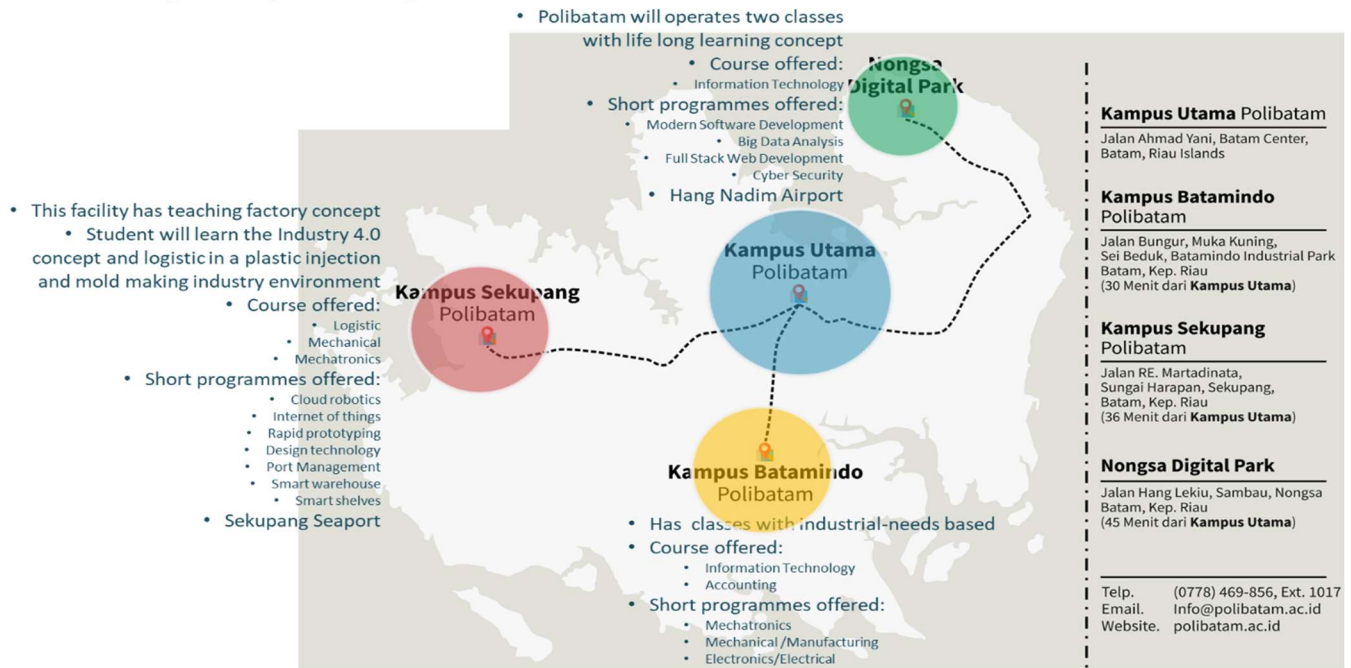 • Polibatam will operates two classes
with life long learning concept
• Course offered:
• Information Technology
• Short programmes offered:
• Modern Software Development
• Big Data Analysis
• Full Stack Web Development
• Cyber Security
• Hang Nadim Airport
Nongsa
Digital Park
• This facility has teaching factory concept
• Student will learn the Industry 4.0
concept and logistic in a plastic injection
and mold making industry environment
• Course offered:
• Logistic
• Mechanical
• Mechatronics
• Short programmes offered:
• Cloud robotics
• Internet of things
• Rapid prototyping
• Design technology
• Port Management
• Smart warehouse
• Smart shelves
• Sekupang Seaport
Kampus Sekupang
Polibatam
Kampus Utama
Polibatam
Kampus Batamindo
Polibatam
• Has classes with industrial-needs based
• Course offered:
• Information Technology
• Accounting
• Short programmes offered:
• Mechatronics
• Mechanical /Manufacturing
• Electronics/Electrical
Kampus Utama Polibatam
Jalan Ahmad Yani, Batam Center,
Batam, Riau Islands
Kampus Batamindo
Polibatam
Jalan Bungur, Muka Kuning,
Sei Beduk, Batamindo Industrial Park
Batam, Kep. Riau
(30 Menit dari Kampus Utama)
Kampus Sekupang
Polibatam
Jalan RE. Martadinata,
Sungai Harapan, Sekupang,
Batam, Kep. Riau
(36 Menit dari Kampus Utama)
Nongsa Digital Park
Jalan Hang Lekiu, Sambau, Nongsa
Batam, Kep. Riau
(45 Menit dari Kampus Utama)
Telp. (0778) 469-856, Ext. 1017
Email. Info@polibatam.ac.id
Website. polibatam.ac.id